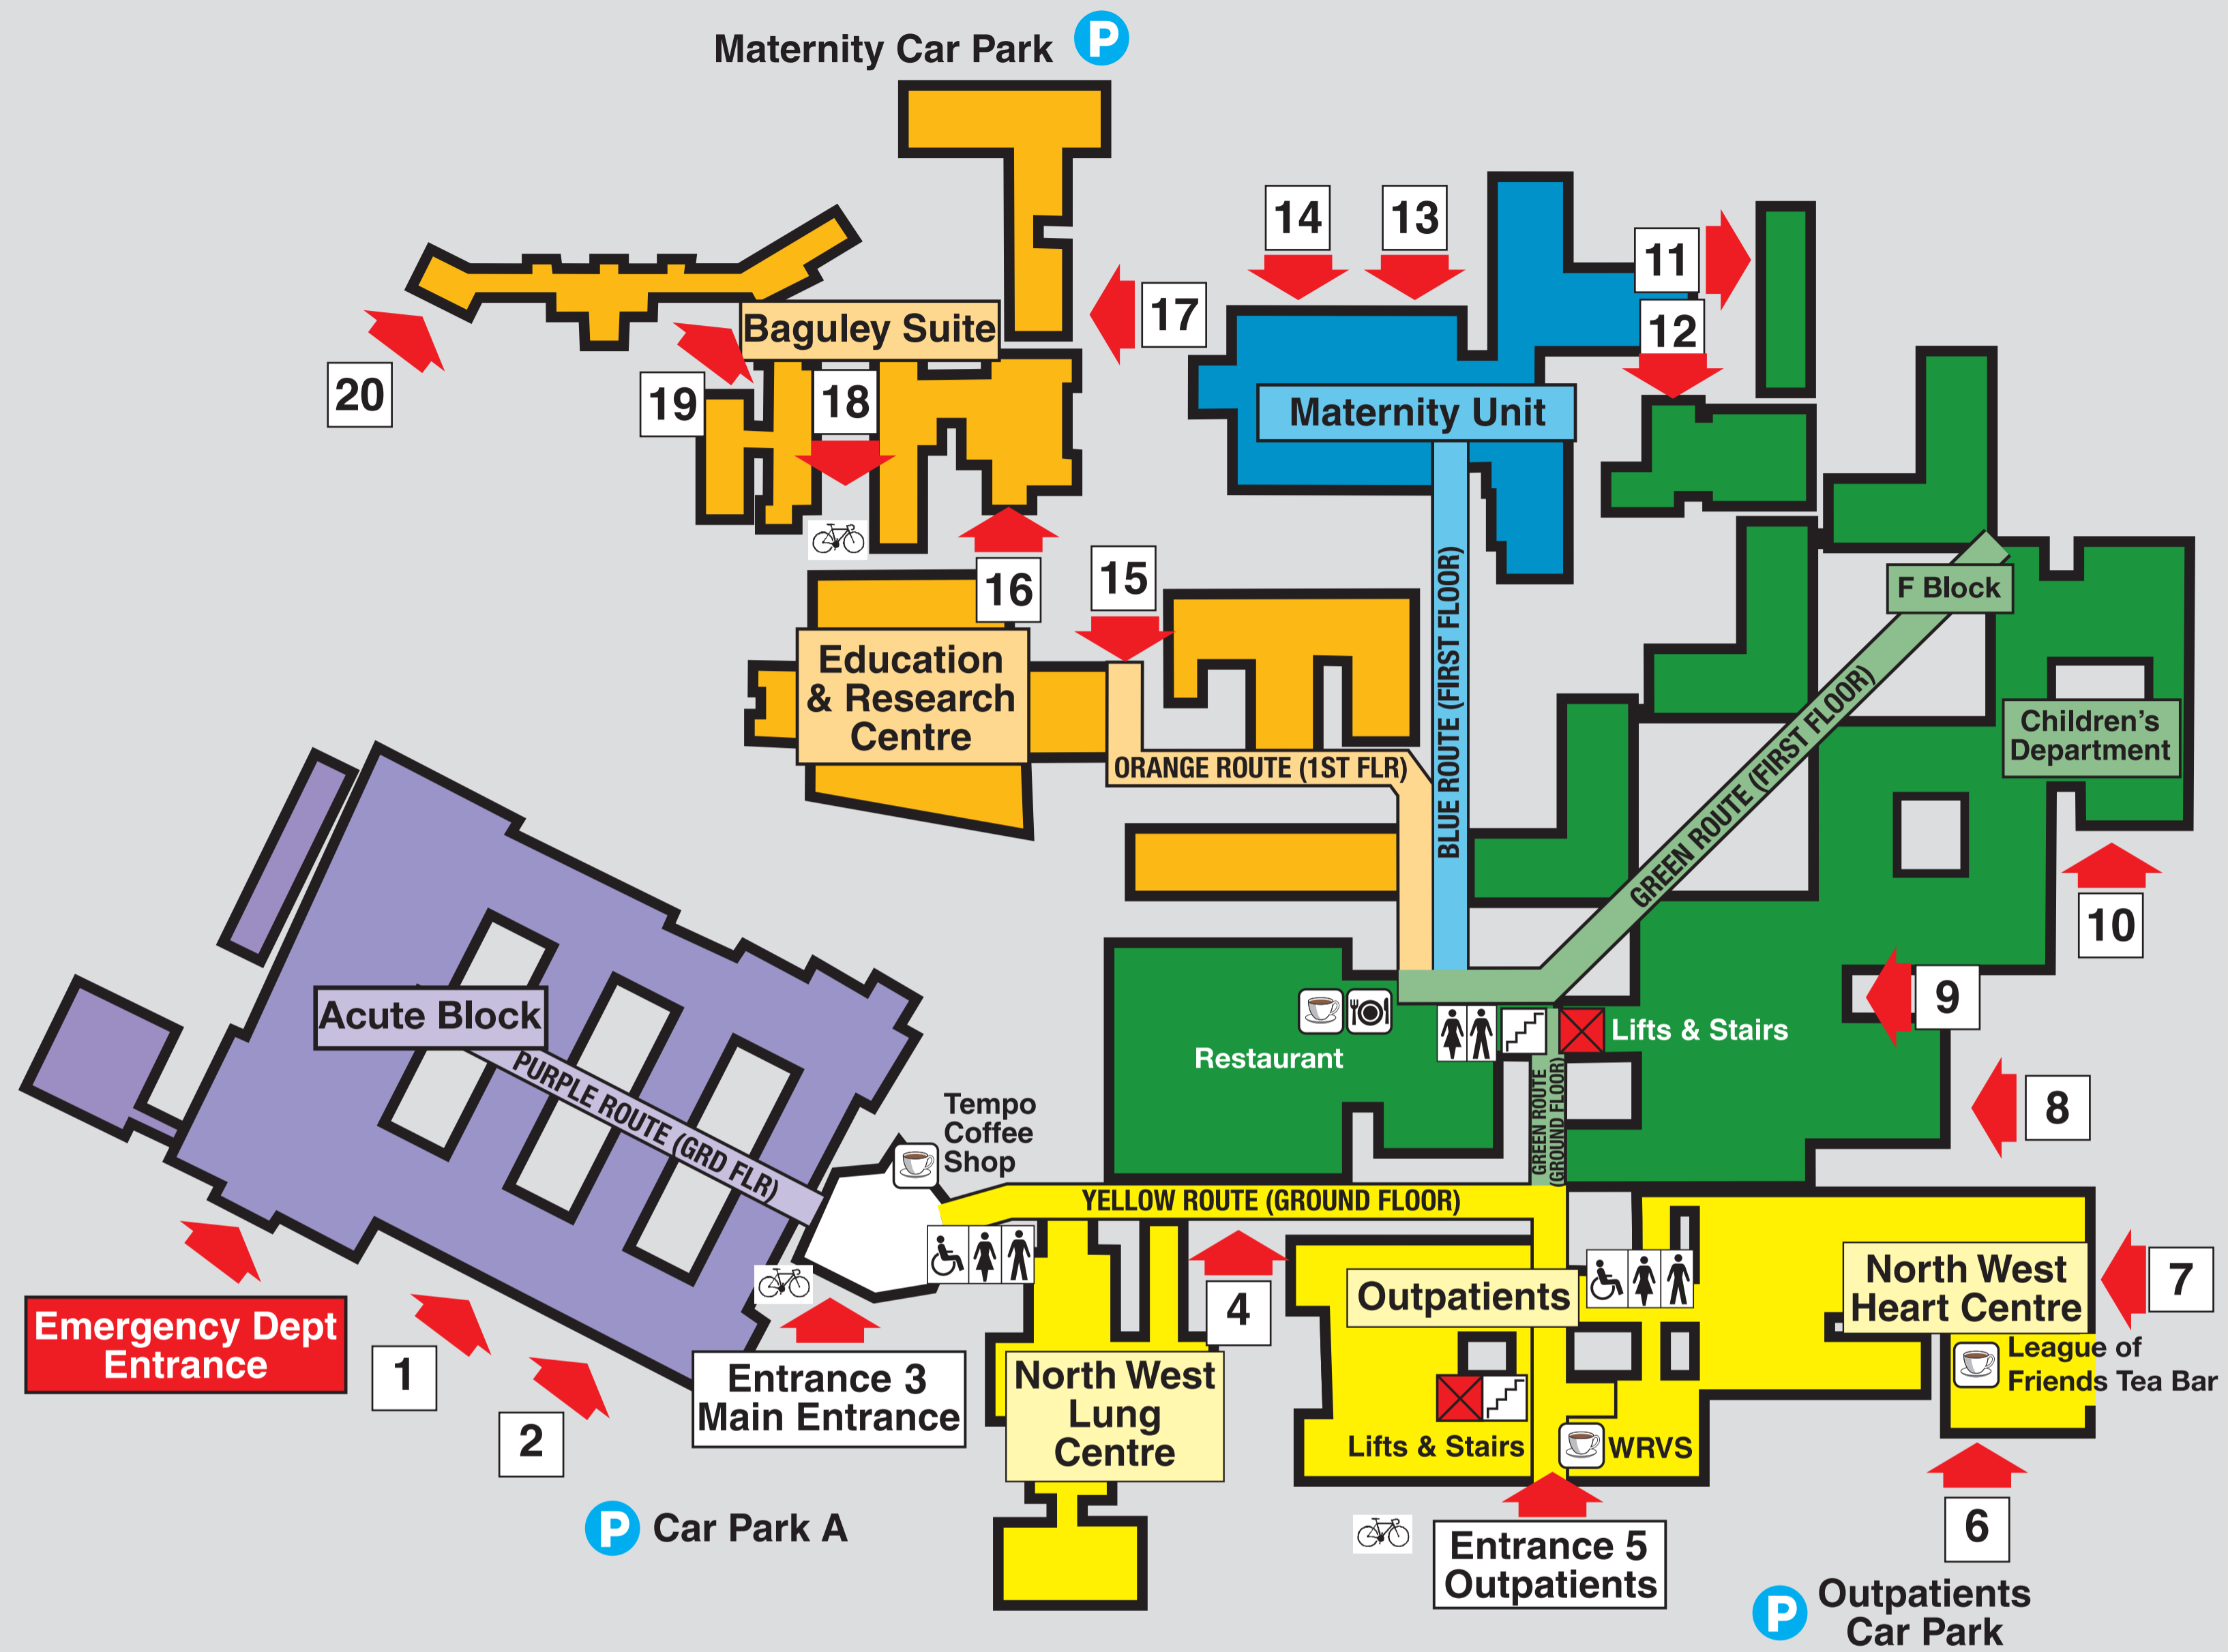 Maternity Car Park
P
14
13
11
17
12
Baguley Suite
20
19
18
Maternity Unit
16
15
F Block
Education
& Research
Centre
Children's
Department
ORANGE ROUTE (1ST FLR)
BLUE ROUTE (FIRST FLOOR)
GREEN ROUTE (FIRST FLOOR)
10
9
Acute Block
PURPLE ROUTE (GRD FLR)
Restaurant
Lifts & Stairs
GREEN ROUTE
(GROUND FLOOR)
8
Tempo
Coffee
Shop
YELLOW ROUTE (GROUND FLOOR)
Emergency Dept
Entrance
1
2
Entrance 3
Main Entrance
4
North West
Lung
Centre
Outpatients
North West
Heart Centre
7
League of
Friends Tea Bar
Lifts & Stairs
WRVS
P
Car Park A
Entrance 5
Outpatients
6
P
Outpatients
Car Park